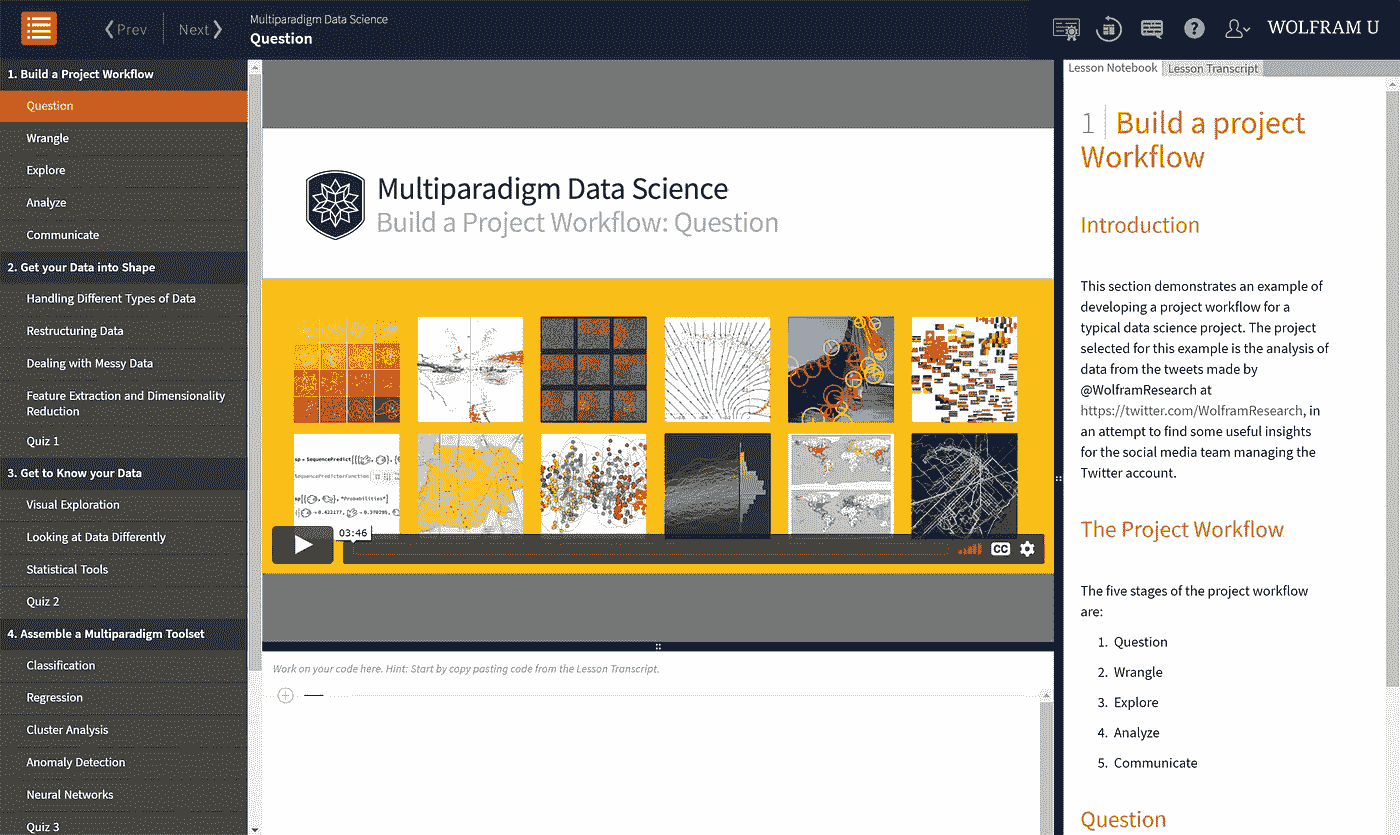 Prev
Next
Multiparadigm Data Science
Question
WOLFRAM U
1. Build a Project Workflow
Question
Wrangle
Explore
Analyze
Communicate
2. Get your Data into Shape
Handling Different Types of Data
Restructuring Data
Dealing with Messy Data
Feature Extraction and Dimensionality
Reduction
Quiz 1
3. Get to Know your Data
Visual Exploration
Looking at Data Differently
Statistical Tools
Quiz 2
4. Assemble a Multiparadigm Toolset
Classification
Regression
Cluster Analysis
Anomaly Detection
Neural Networks
Quiz 3
Multiparadigm Data Science
Build a Project Workflow: Question
03:46
CC
Work on your code here. Hint: Start by copy pasting code from the Lesson Transcript.
Lesson Notebook
Lesson Transcript
1 Build a project
Workflow
Introduction
This section demonstrates an example of
developing a project workflow for a
typical data science project. The project
selected for this example is the analysis of
data from the tweets made by
@WolframResearch at
https://twitter.com/WolframResearch, in
an attempt to find some useful insights
for the social media team managing the
Twitter account.
The Project Workflow
The five stages of the project workflow
are:
1. Question
2. Wrangle
3. Explore
4. Analyze
5. Communicate
Question